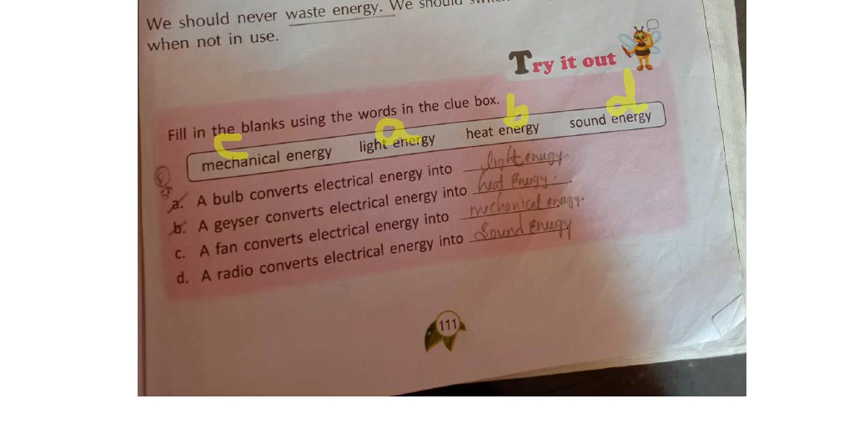 We should never waste energy. We should
when not in use.
Try it out
Fill in the blanks using the words in the clue box.
c a b d
mechanical energy light energy heat energy sound energy
a. A bulb converts electrical energy into light energy
b. A geyser converts electrical energy into heat Energy.
c. A fan converts electrical energy into mechanical energy.
d. A radio converts electrical energy into Sound Energy
111